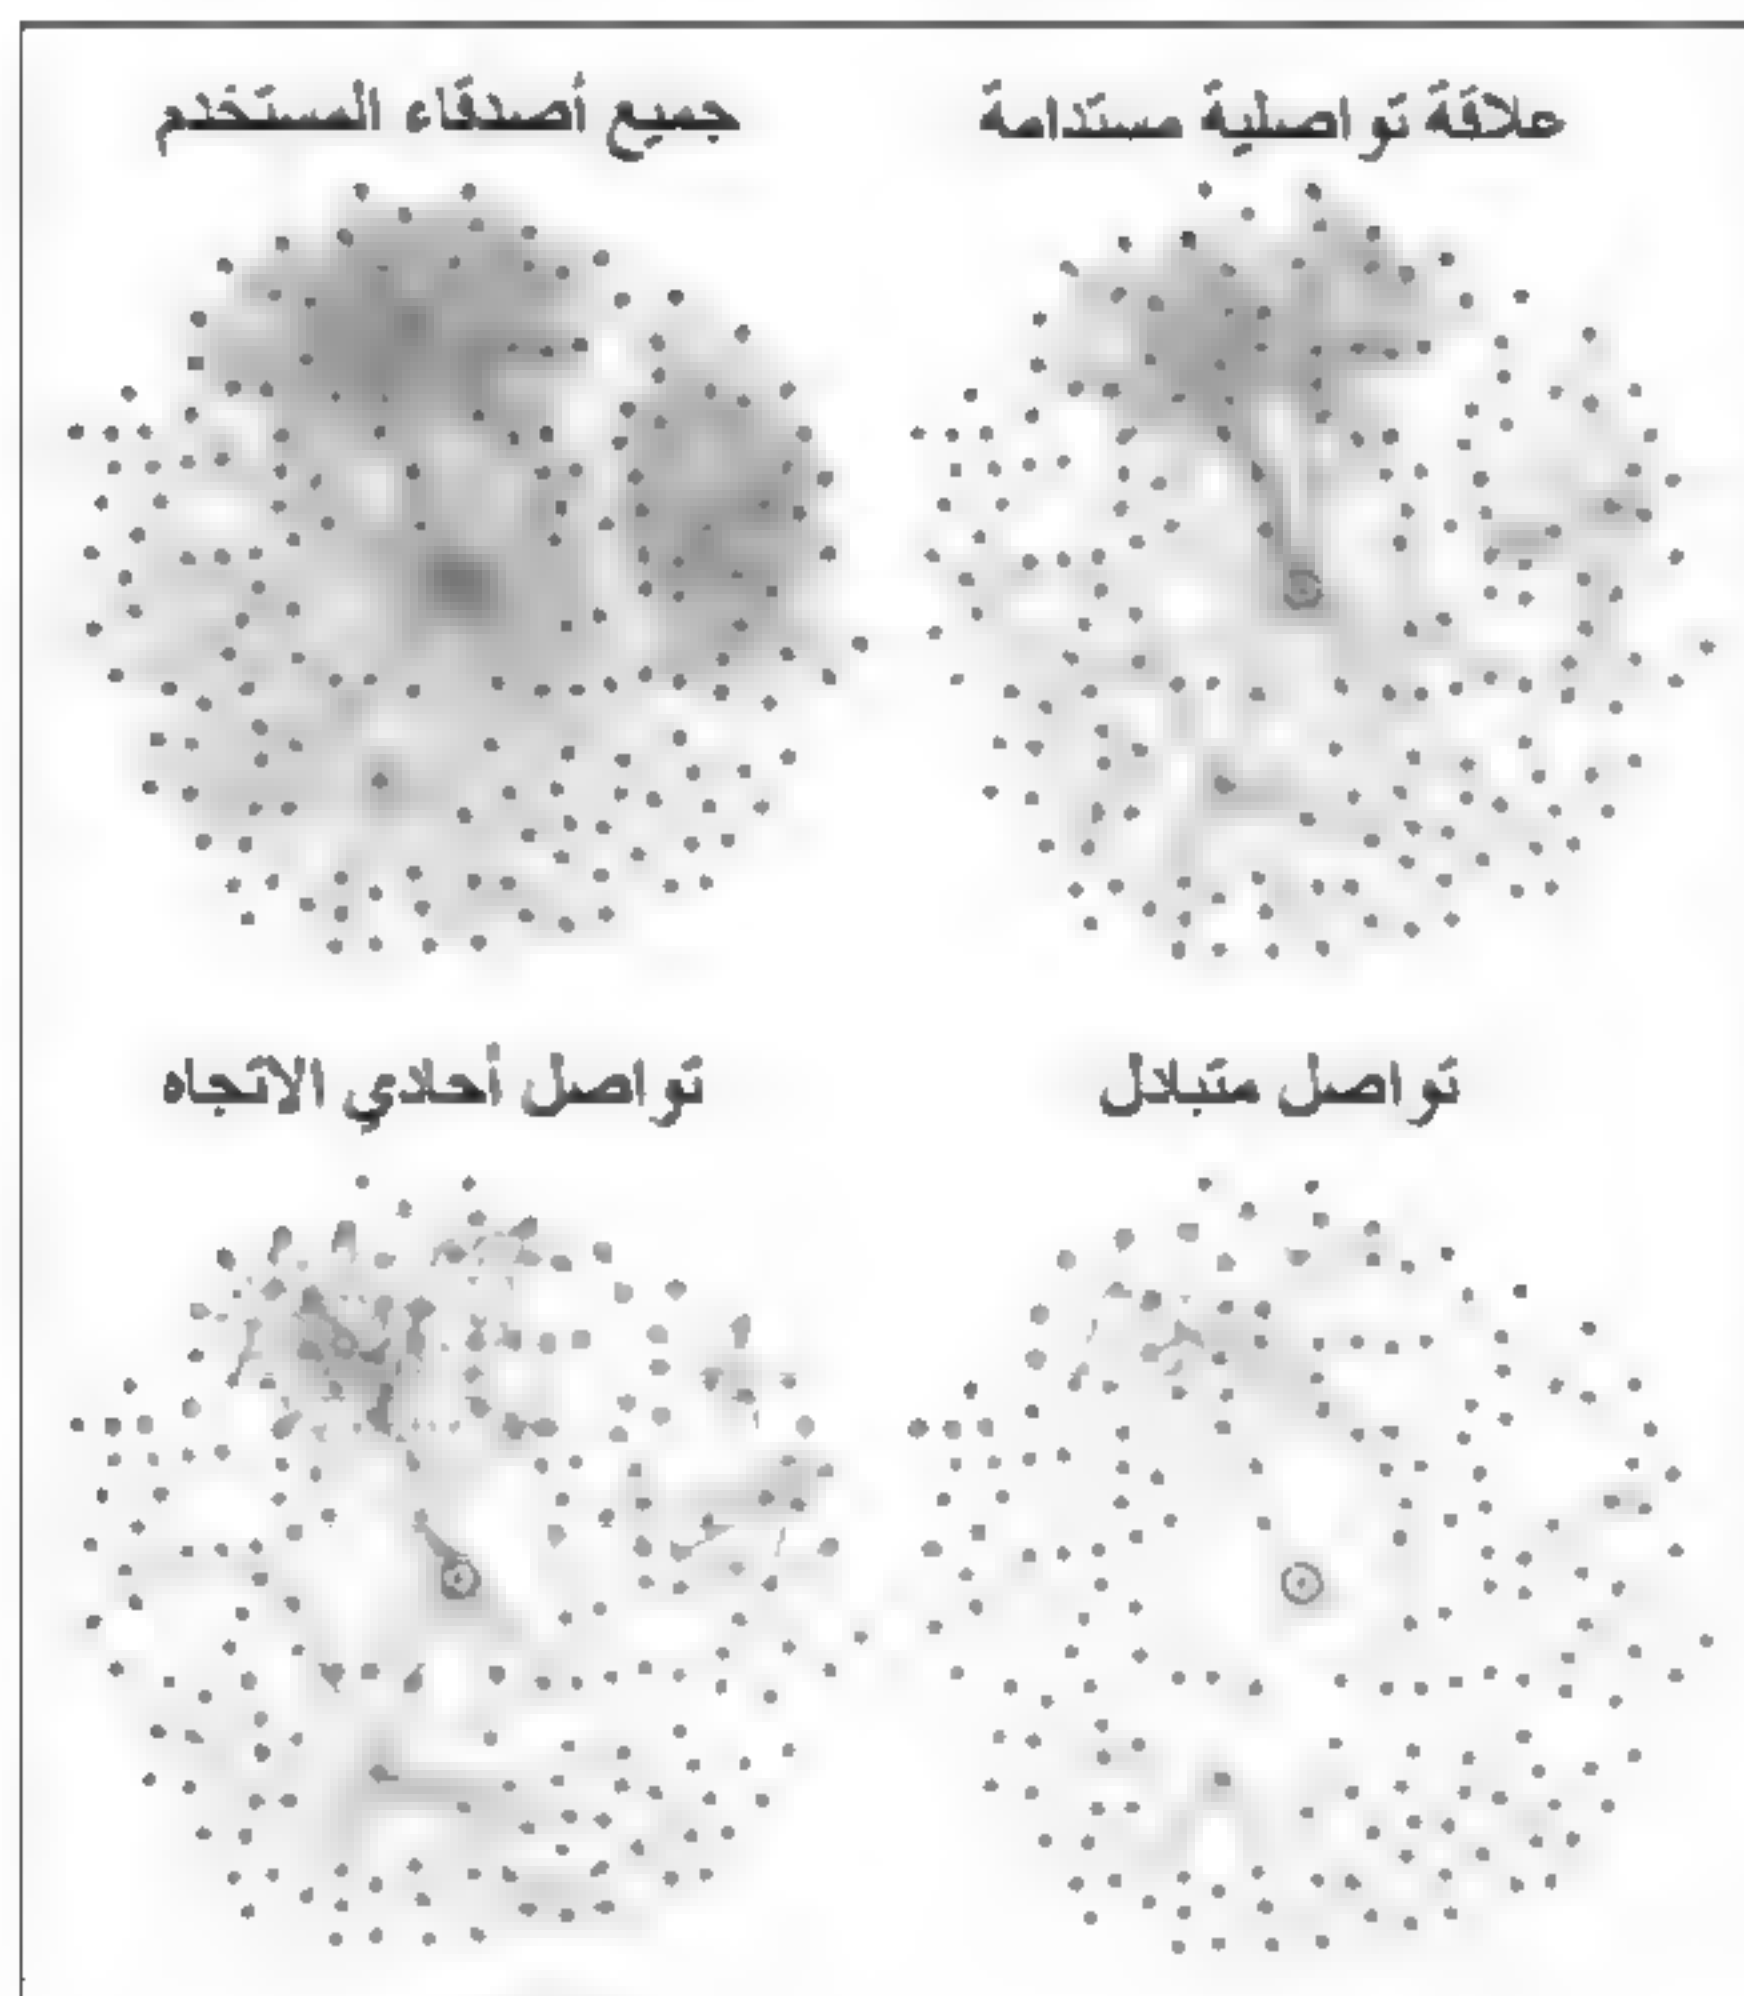 علاقة تواصلية مستدامة
جميع أصدقاء المستخدم
تواصل متبادل
تواصل أحادي الاتجاه